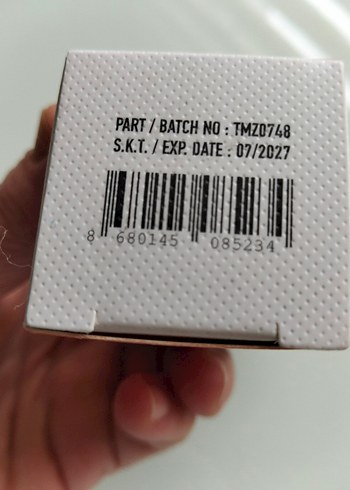 PART / BATCH NO : TMZ0748
S.K.T. / EXP. DATE : 07/2027
8 680145 085234